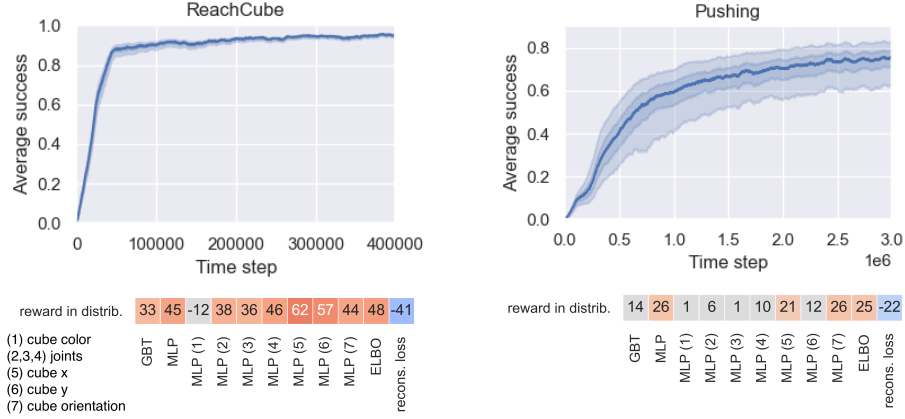 ReachCube
Average success
1.0
0.8
0.6
0.4
0.2
0.0
0 100000 200000 300000 400000
Time step
reward in distrib. 33 45 -12 38 36 46 62 57 44 48 -41
GBT MLP MLP (1) MLP (2) MLP (3) MLP (4) MLP (5) MLP (6) MLP (7) ELBO recons. loss
(1) cube color
(2,3,4) joints
(5) cube x
(6) cube y
(7) cube orientation
Pushing
Average success
0.8
0.6
0.4
0.2
0.0
0.0 0.5 1.0 1.5 2.0 2.5 3.0
1e6
Time step
reward in distrib. 14 26 1 6 1 10 21 12 26 25 -22
GBT MLP MLP (1) MLP (2) MLP (3) MLP (4) MLP (5) MLP (6) MLP (7) ELBO recons. loss